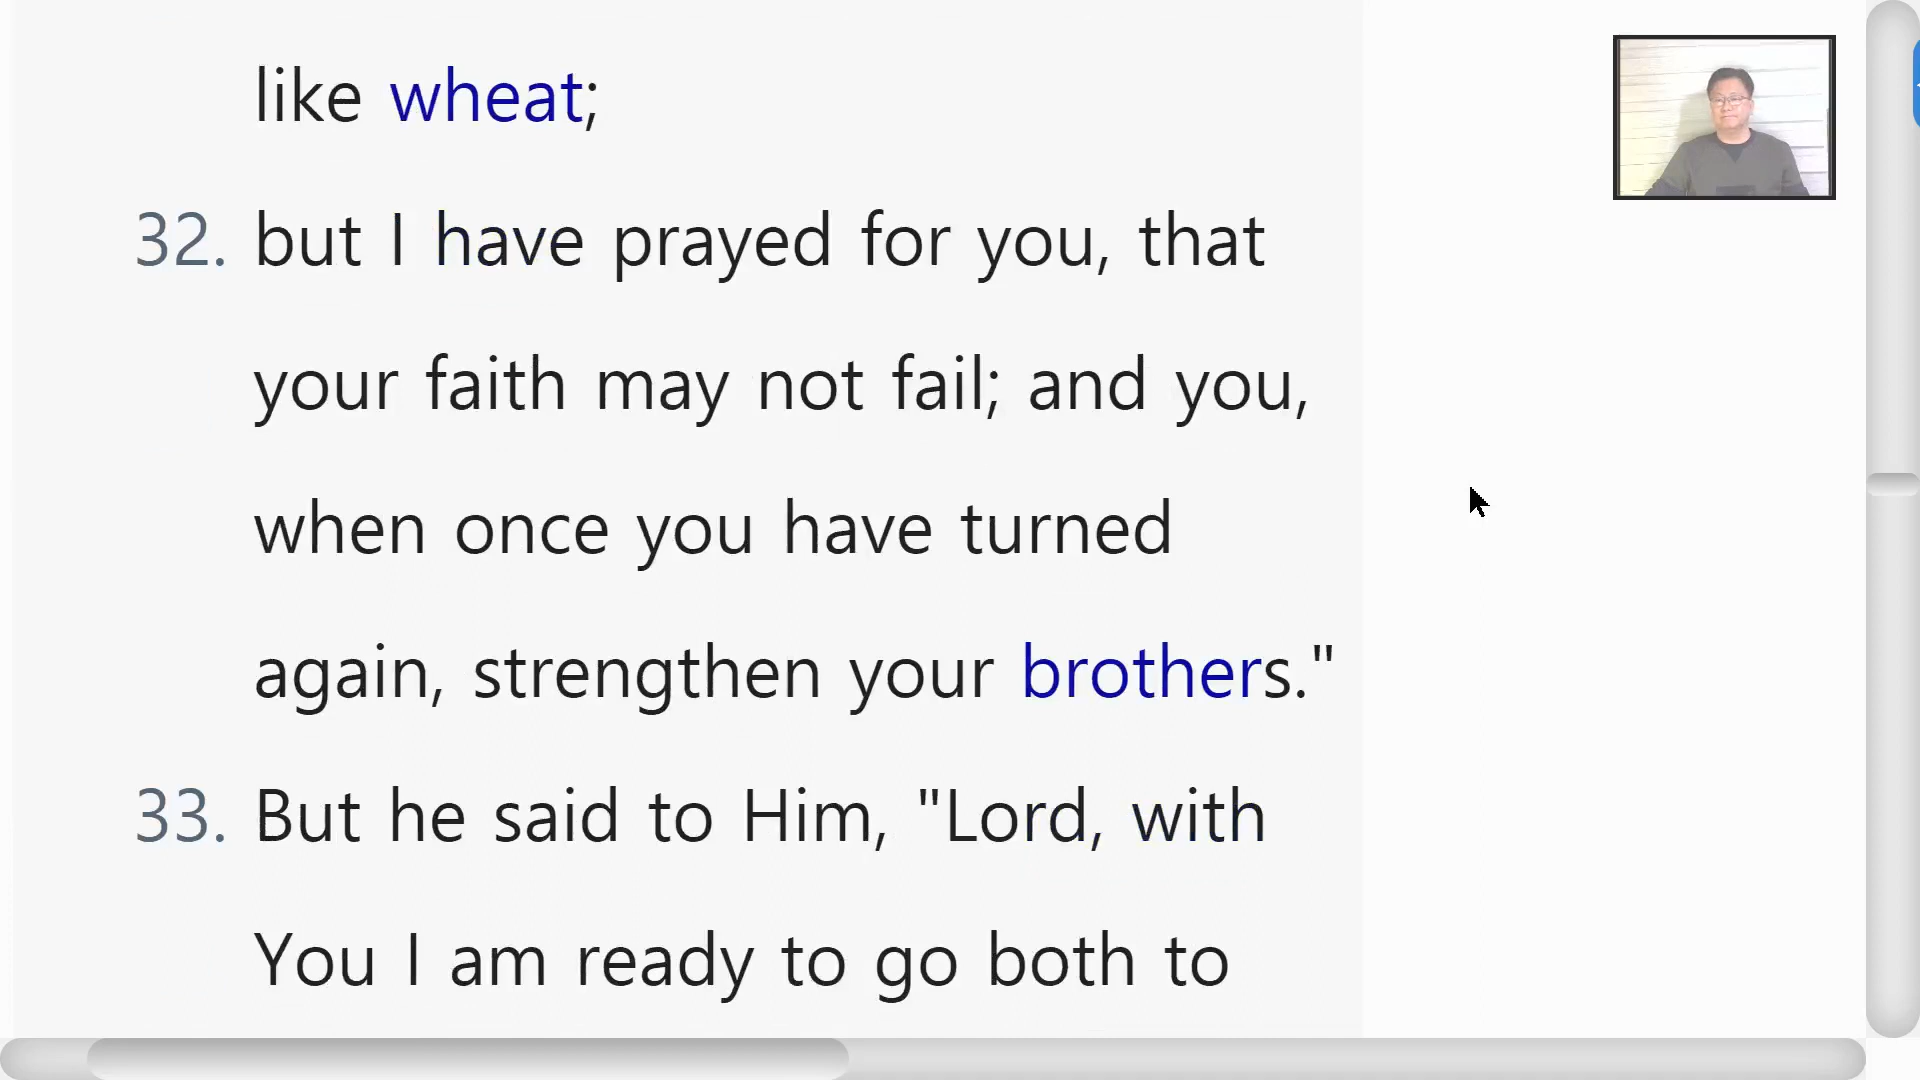 like wheat;
32. but I have prayed for you, that
your faith may not fail; and you,
when once you have turned
again, strengthen your brothers."
33. But he said to Him, "Lord, with
You I am ready to go both to